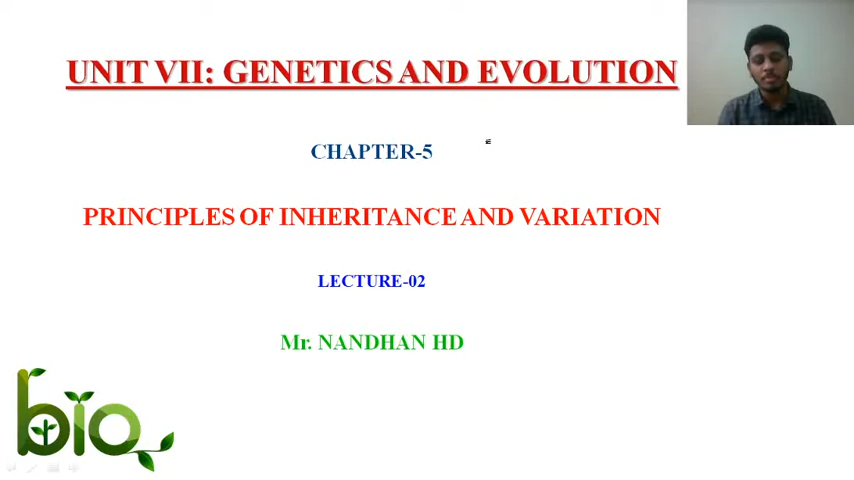 UNIT VII: GENETICS AND EVOLUTION
CHAPTER-5
PRINCIPLES OF INHERITANCE AND VARIATION
LECTURE-02
Mr. NANDHAN HD
bio